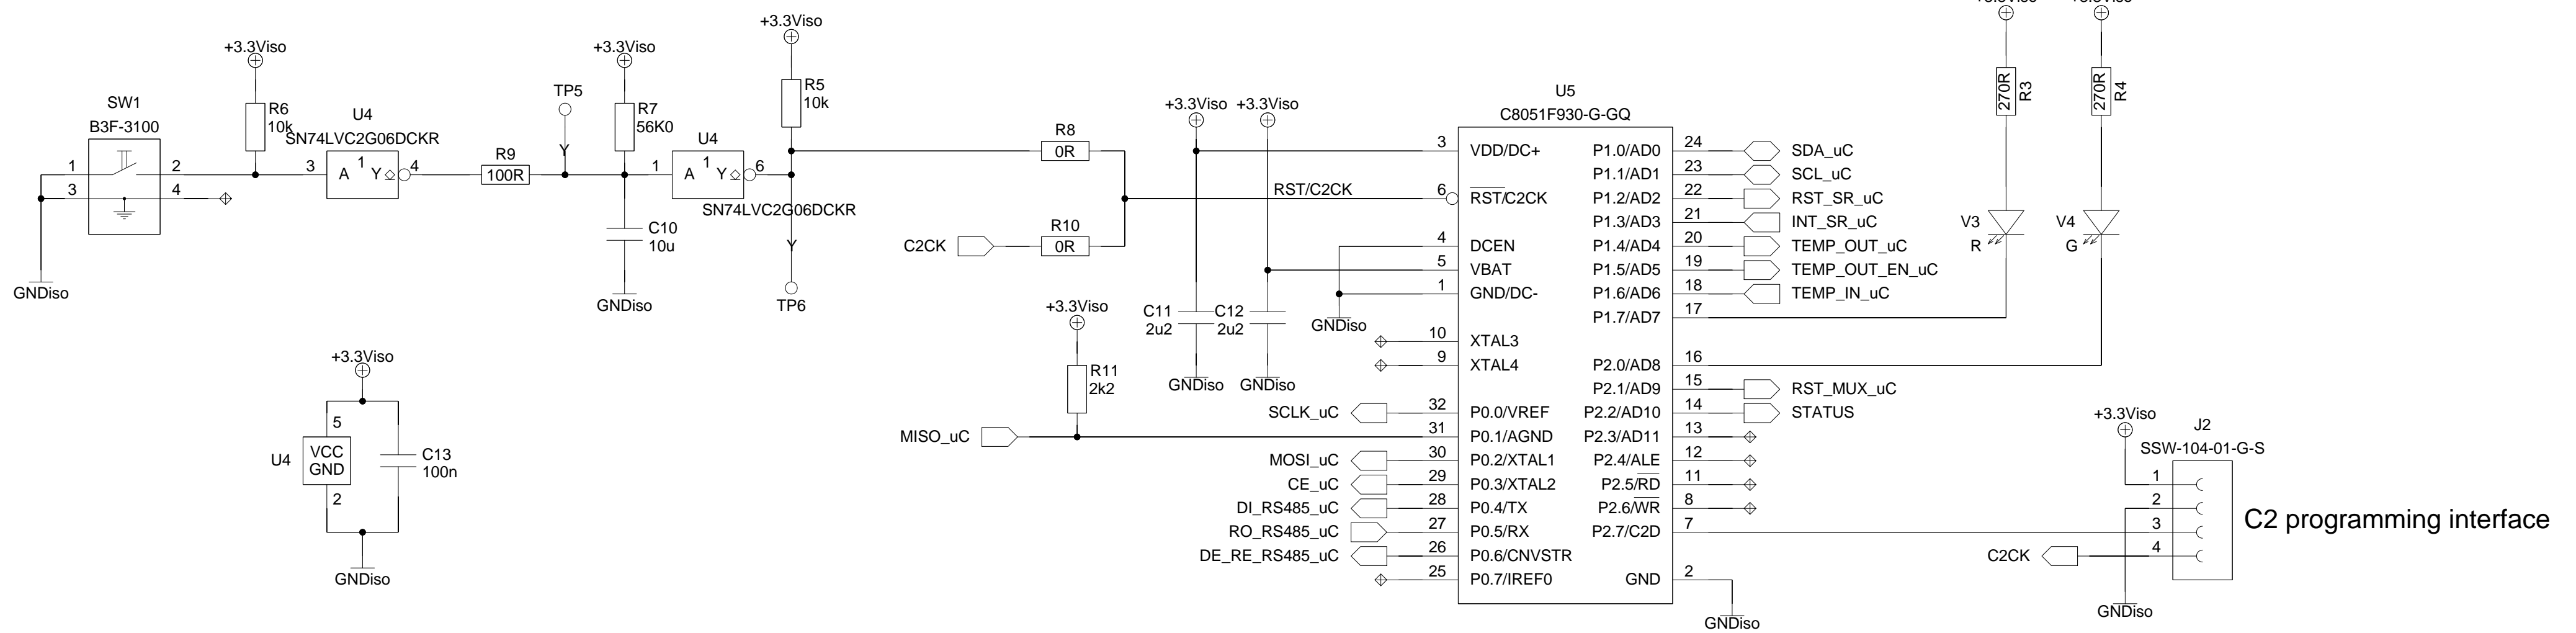 +3.3Viso
R6
10k
SW1
B3F-3100
1
2
3
4
GNDiso
U4
SN74LVC2G06DCKR
3
A
1
Y
4
R9
100R
TP5
Y
+3.3Viso
R7
56K0
C10
10u
GNDiso
U4
1
A
1
Y
6
SN74LVC2G06DCKR
+3.3Viso
R5
10k
Y
TP6
R8
0R
RST/C2CK
C2CK
R10
0R
+3.3Viso
+3.3Viso
C11
2u2
C12
2u2
GNDiso
GNDiso
GNDiso
+3.3Viso
R11
2k2
MISO_uC
U5
C8051F930-G-GQ
3
VDD/DC+
6
RST/C2CK
4
DCEN
5
VBAT
1
GND/DC-
10
XTAL3
9
XTAL4
SCLK_uC
32
P0.0/VREF
31
P0.1/AGND
MOSI_uC
30
P0.2/XTAL1
CE_uC
29
P0.3/XTAL2
DI_RS485_uC
28
P0.4/TX
RO_RS485_uC
27
P0.5/RX
DE_RE_RS485_uC
26
P0.6/CNVSTR
25
P0.7/IREF0
P1.0/AD0
24
SDA_uC
P1.1/AD1
23
SCL_uC
P1.2/AD2
22
RST_SR_uC
P1.3/AD3
21
INT_SR_uC
P1.4/AD4
20
TEMP_OUT_uC
P1.5/AD5
19
TEMP_OUT_EN_uC
P1.6/AD6
18
TEMP_IN_uC
P1.7/AD7
17
P2.0/AD8
16
P2.1/AD9
15
RST_MUX_uC
P2.2/AD10
14
STATUS
P2.3/AD11
13
P2.4/ALE
12
P2.5/RD
11
P2.6/WR
8
P2.7/C2D
7
GND
2
GNDiso
270R
R3
V3
R
270R
R4
V4
G
+3.3Viso
J2
SSW-104-01-G-S
1
2
3
4
C2CK
GNDiso
C2 programming interface
+3.3Viso
5
U4
VCC
GND
2
C13
100n
GNDiso